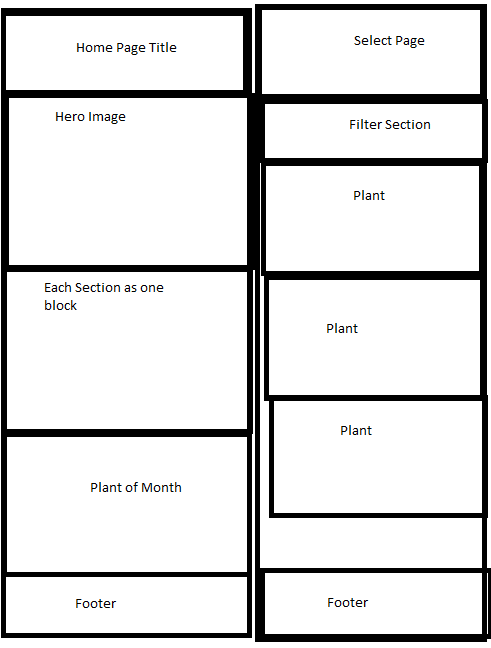 Home Page Title
Hero Image
Each Section as one
block
Plant of Month
Footer
Select Page
Filter Section
Plant
Plant
Plant
Footer